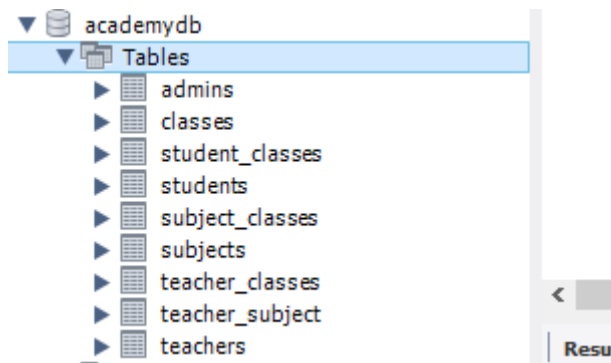 academydb
Tables
admins
classes
student_classes
students
subject_classes
subjects
teacher_classes
teacher_subject
teachers
Resu